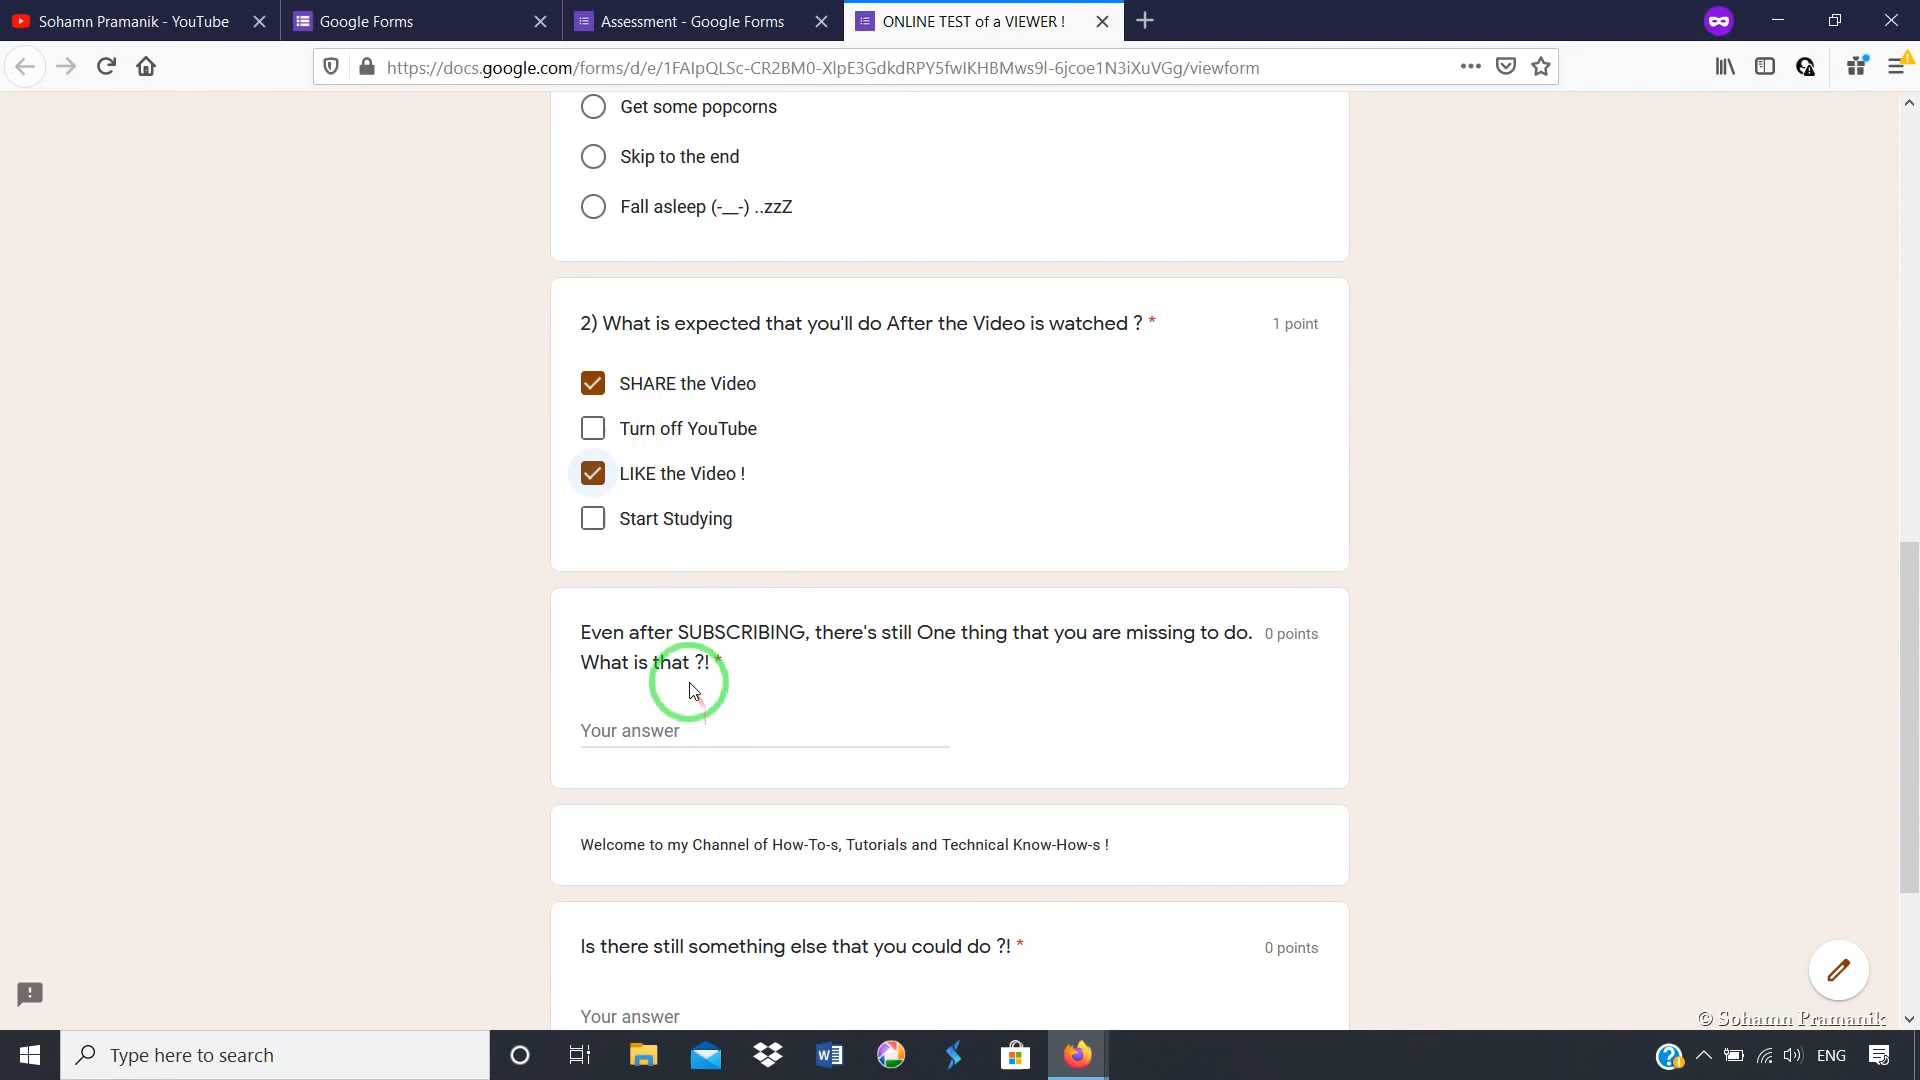 Sohamn Pramanik - YouTube
Google Forms
Assessment - Google Forms
ONLINE TEST of a VIEWER !
https://docs.google.com/forms/d/e/1FAIpQLSc-CR2BM0-XlpE3GdkdRPY5fwIKHBMws9l-6jcoe1N3iXuVGg/viewform
Get some popcorns
Skip to the end
Fall asleep (-__-) ..zzZ
2) What is expected that you'll do After the Video is watched ? *
1 point
SHARE the Video
Turn off YouTube
LIKE the Video !
Start Studying
Even after SUBSCRIBING, there's still One thing that you are missing to do.
0 points
What is that ?! *
Your answer
Welcome to my Channel of How-To-s, Tutorials and Technical Know-How-s !
Is there still something else that you could do ?! *
0 points
Your answer
© Sohamn Pramanik
Type here to search
ENG